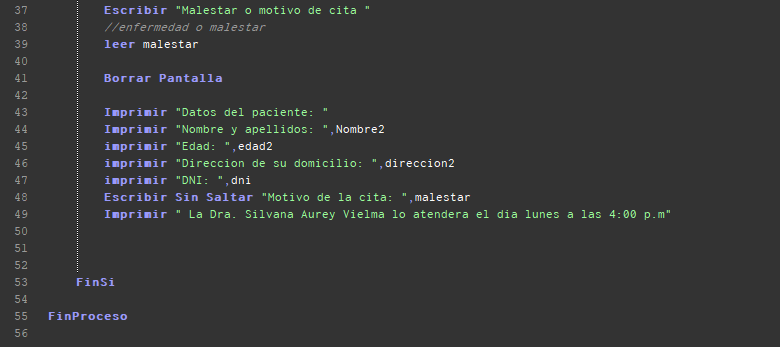 37 Escribir "Malestar o motivo de cita "
38 //enfermedad o malestar
39 leer malestar
40
41 Borrar Pantalla
42
43 Imprimir "Datos del paciente: "
44 Imprimir "Nombre y apellidos: ",Nombre2
45 imprimir "Edad: ",edad2
46 imprimir "Direccion de su domicilio: ",direccion2
47 imprimir "DNI: ",dni
48 Escribir Sin Saltar "Motivo de la cita: ",malestar
49 Imprimir " La Dra. Silvana Aurey Vielma lo atendera el dia lunes a las 4:00 p.m"
50
51
52
53 FinSi
54
55 FinProceso
56